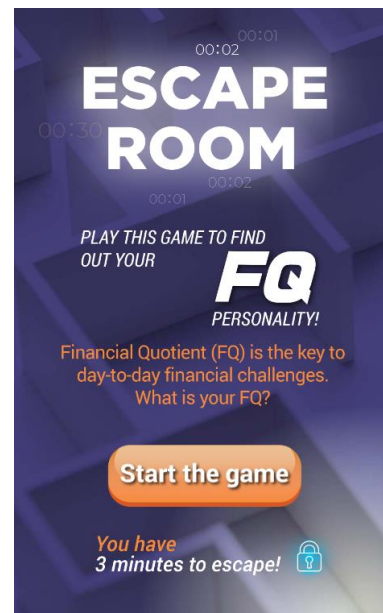 00:01
00:02
ESCAPE
00:30
ROOM
00:02
00:01
PLAY THIS GAME TO FIND
OUT YOUR
FQ
PERSONALITY!
Financial Quotient (FQ) is the key to
day-to-day financial challenges.
What is your FQ?
Start the game
You have
3 minutes to escape!